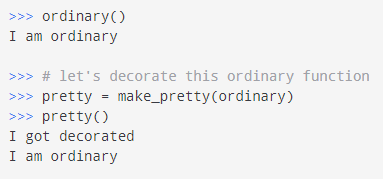 >>> ordinary()
I am ordinary
>>> # let's decorate this ordinary function
>>> pretty = make_pretty(ordinary)
>>> pretty()
I got decorated
I am ordinary